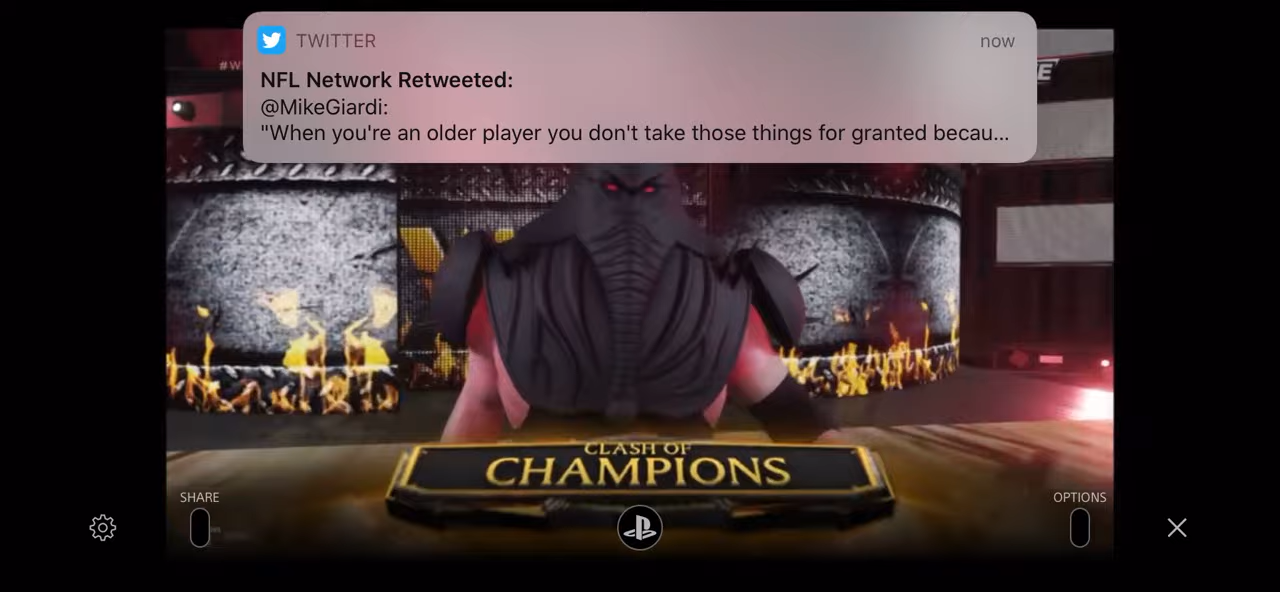 TWITTER
now
NFL Network Retweeted:
@MikeGiardi:
"When you're an older player you don't take those things for granted becau...
#W
E
CLASH OF
CHAMPIONS
SHARE
OPTIONS